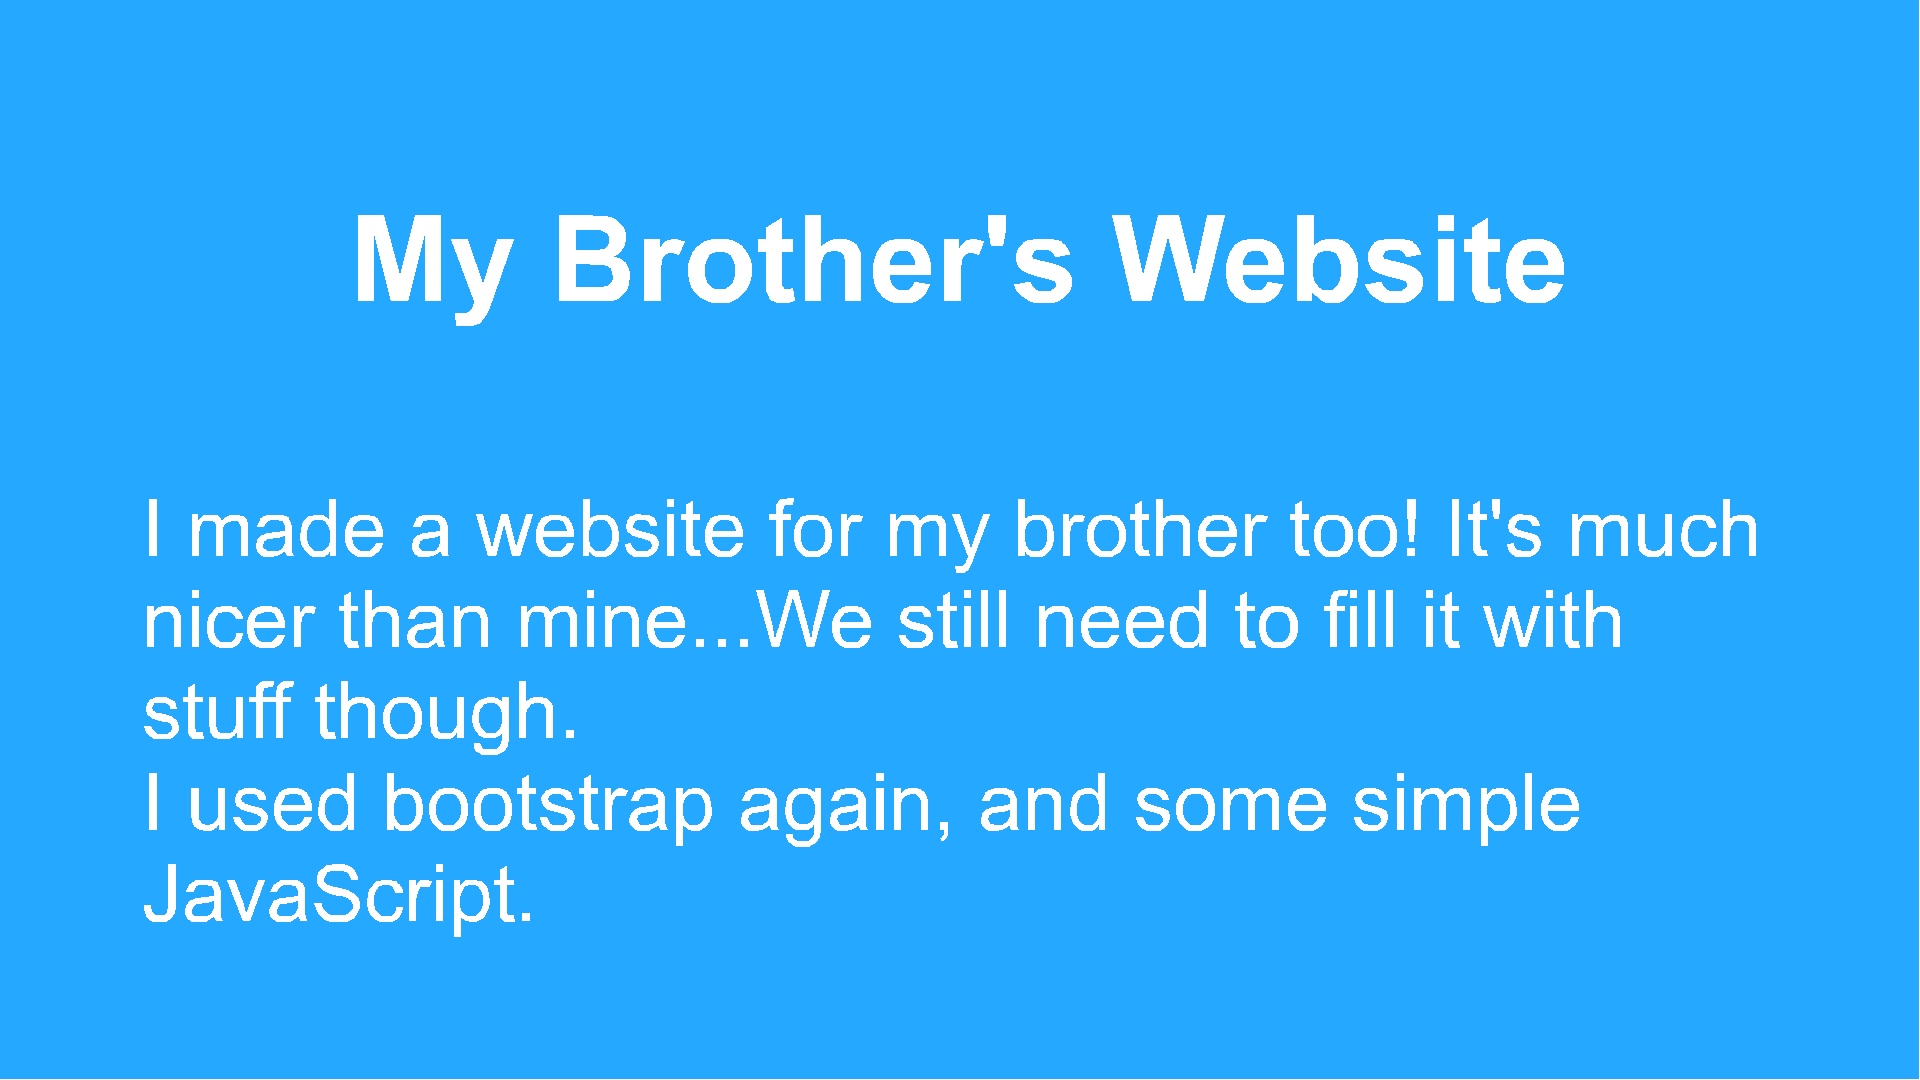 My Brother's Website
I made a website for my brother too! It's much
nicer than mine...We still need to fill it with
stuff though.
I used bootstrap again, and some simple
JavaScript.